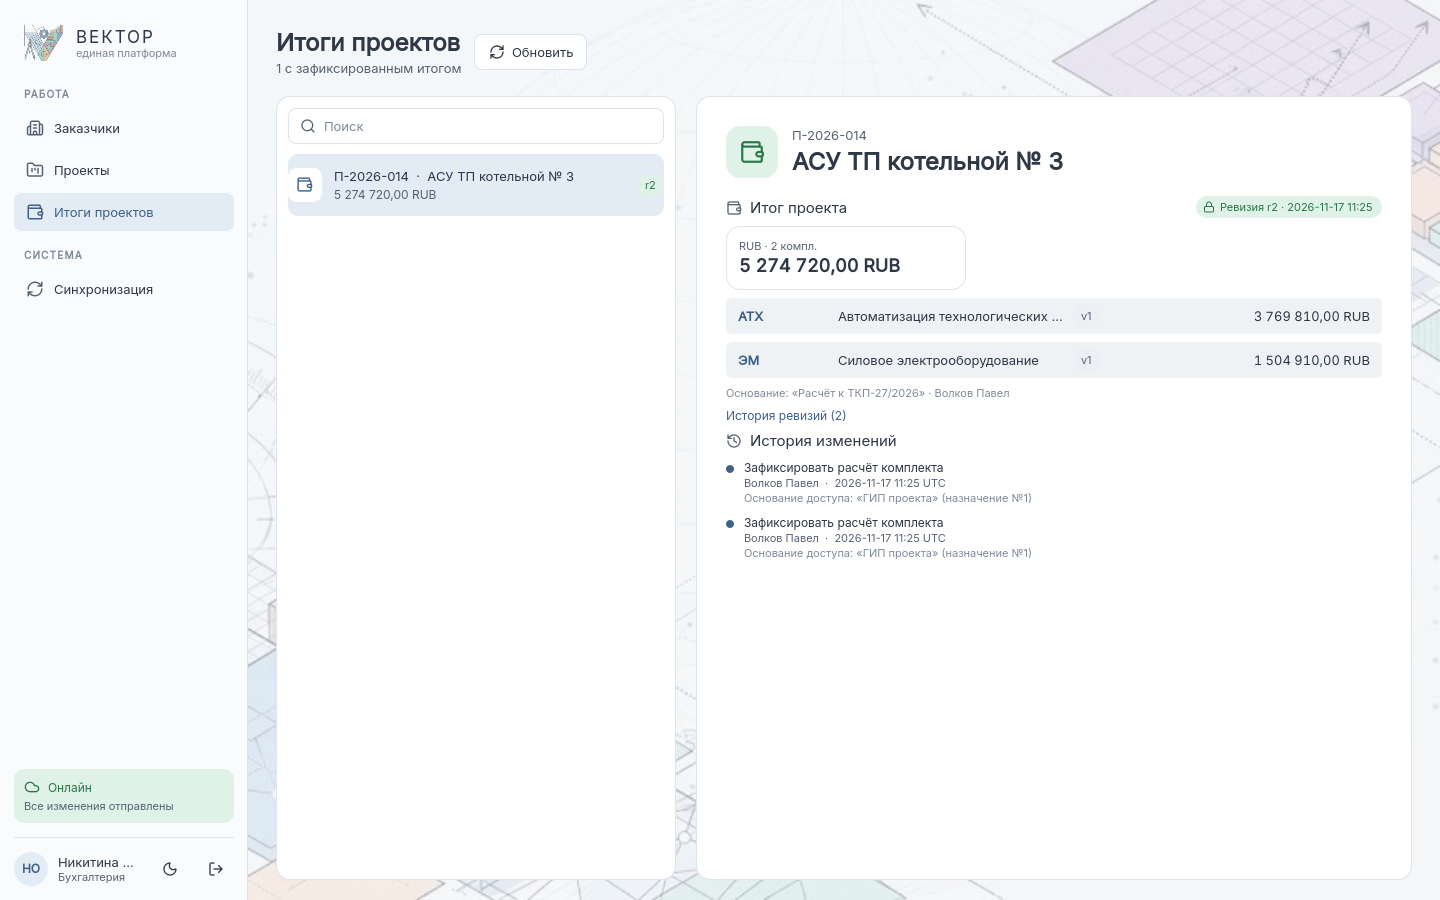 ВЕКТОР
единая платформа
РАБОТА
Заказчики
Проекты
Итоги проектов
СИСТЕМА
Синхронизация
Онлайн
Все изменения отправлены
НО
Никитина ...
Бухгалтерия
Итоги проектов
1 с зафиксированным итогом
Обновить
Поиск
П-2026-014 · АСУ ТП котельной № 3
5 274 720,00 RUB
r2
П-2026-014
АСУ ТП котельной № 3
Итог проекта
Ревизия r2 · 2026-11-17 11:25
RUB · 2 компл.
5 274 720,00 RUB
АТХ Автоматизация технологических ... v1 3 769 810,00 RUB
ЭМ Силовое электрооборудование v1 1 504 910,00 RUB
Основание: «Расчёт к ТКП-27/2026» · Волков Павел
История ревизий (2)
История изменений
Зафиксировать расчёт комплекта
Волков Павел · 2026-11-17 11:25 UTC
Основание доступа: «ГИП проекта» (назначение №1)
Зафиксировать расчёт комплекта
Волков Павел · 2026-11-17 11:25 UTC
Основание доступа: «ГИП проекта» (назначение №1)